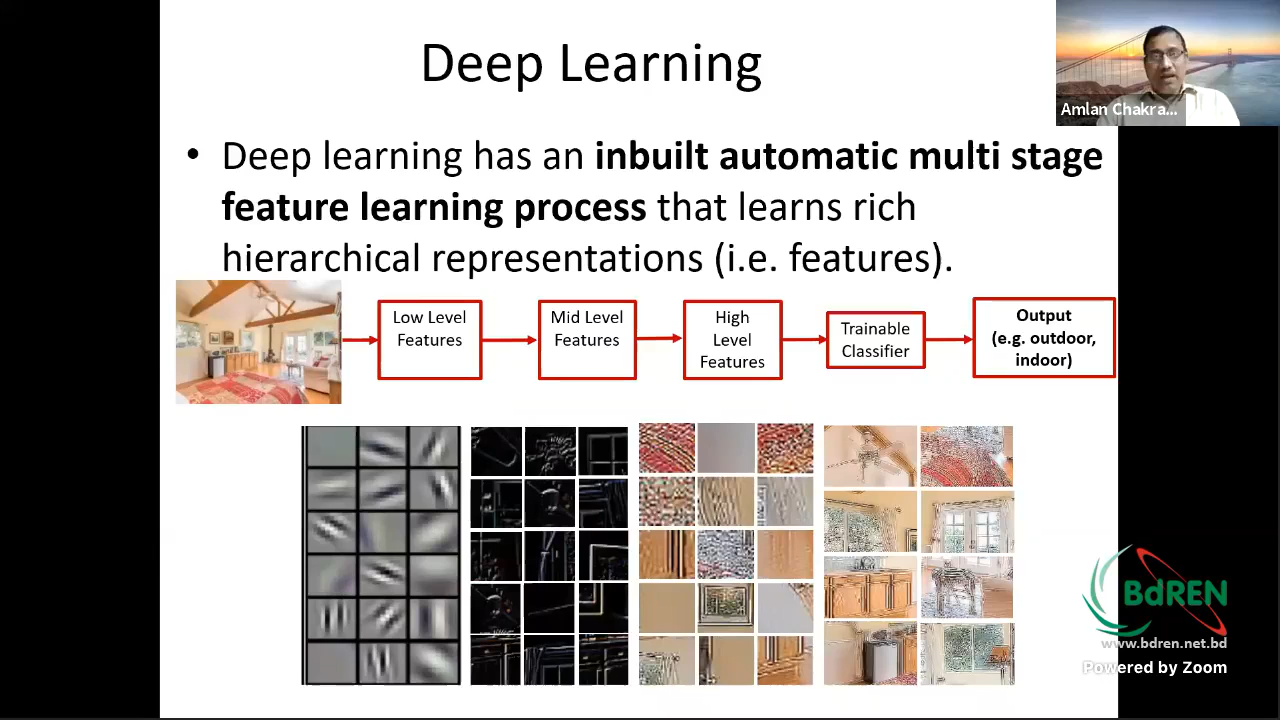 Deep Learning
Amlan Chakra...
• Deep learning has an inbuilt automatic multi stage
feature learning process that learns rich
hierarchical representations (i.e. features).
Low Level
Features
Mid Level
Features
High
Level
Features
Trainable
Classifier
Output
(e.g. outdoor,
indoor)
BdREN
www.bdren.net.bd
Powered by Zoom